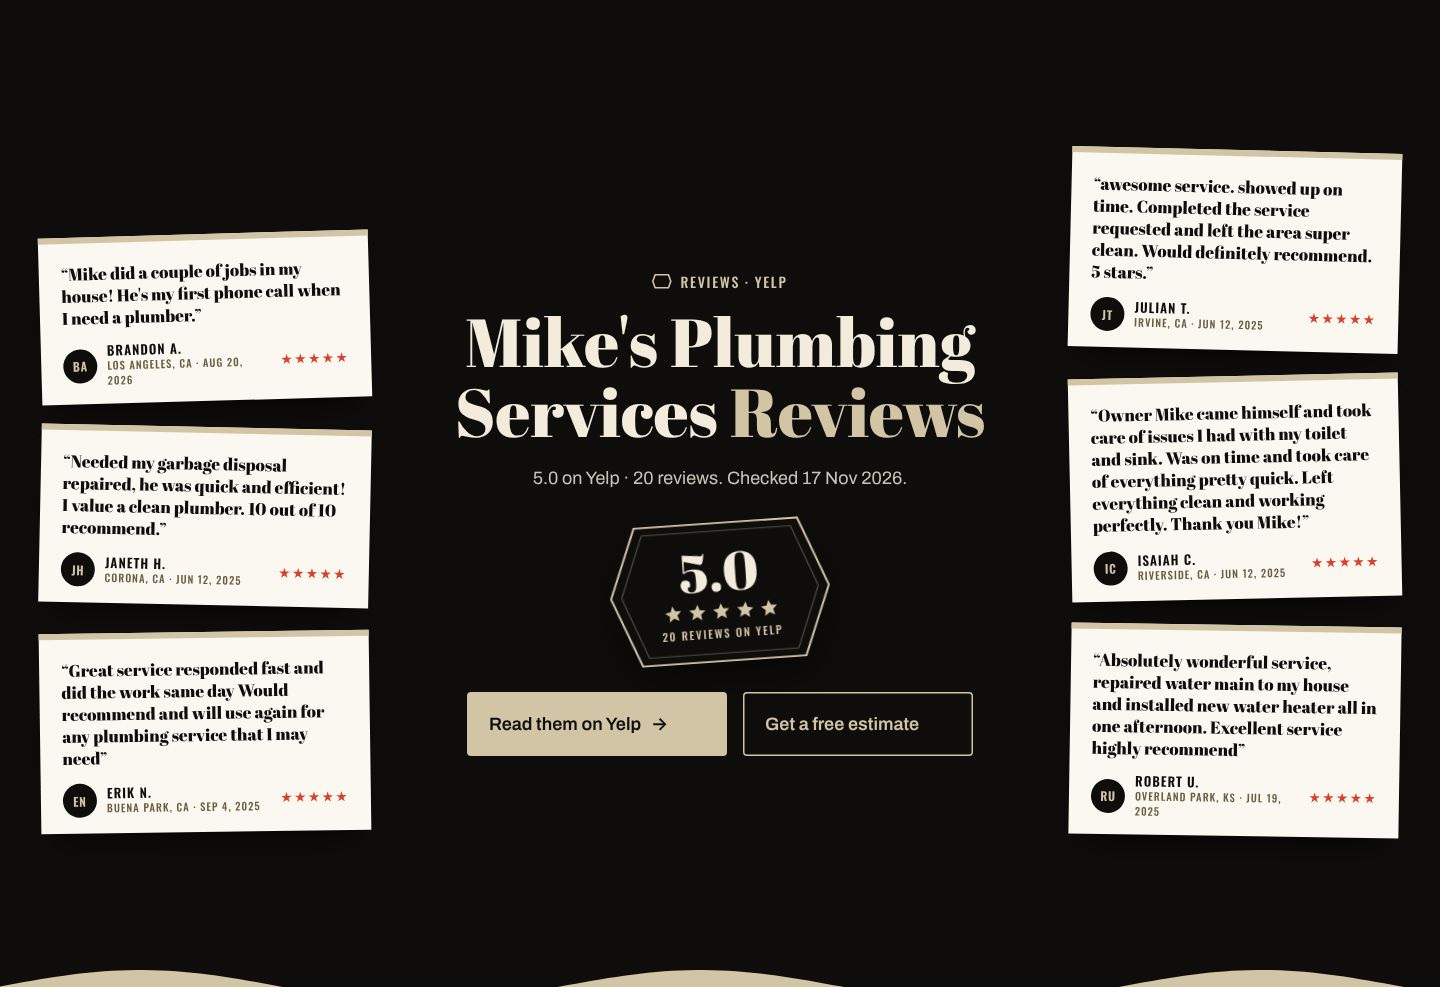 “Mike did a couple of jobs in my
house! He's my first phone call when
I need a plumber.”
BA
BRANDON A.
LOS ANGELES, CA · AUG 20,
2026
★★★★★
“Needed my garbage disposal
repaired, he was quick and efficient!
I value a clean plumber. 10 out of 10
recommend.”
JH
JANETH H.
CORONA, CA · JUN 12, 2025
★★★★★
“Great service responded fast and
did the work same day Would
recommend and will use again for
any plumbing service that I may
need”
EN
ERIK N.
BUENA PARK, CA · SEP 4, 2025
★★★★★
REVIEWS · YELP
Mike's Plumbing
Services Reviews
5.0 on Yelp · 20 reviews. Checked 17 Nov 2026.
5.0
★★★★★
20 REVIEWS ON YELP
Read them on Yelp →
Get a free estimate
“awesome service. showed up on
time. Completed the service
requested and left the area super
clean. Would definitely recommend.
5 stars.”
JT
JULIAN T.
IRVINE, CA · JUN 12, 2025
★★★★★
“Owner Mike came himself and took
care of issues I had with my toilet
and sink. Was on time and took care
of everything pretty quick. Left
everything clean and working
perfectly. Thank you Mike!”
IC
ISAIAH C.
RIVERSIDE, CA · JUN 12, 2025
★★★★★
“Absolutely wonderful service,
repaired water main to my house
and installed new water heater all in
one afternoon. Excellent service
highly recommend”
RU
ROBERT U.
OVERLAND PARK, KS · JUL 19,
2025
★★★★★